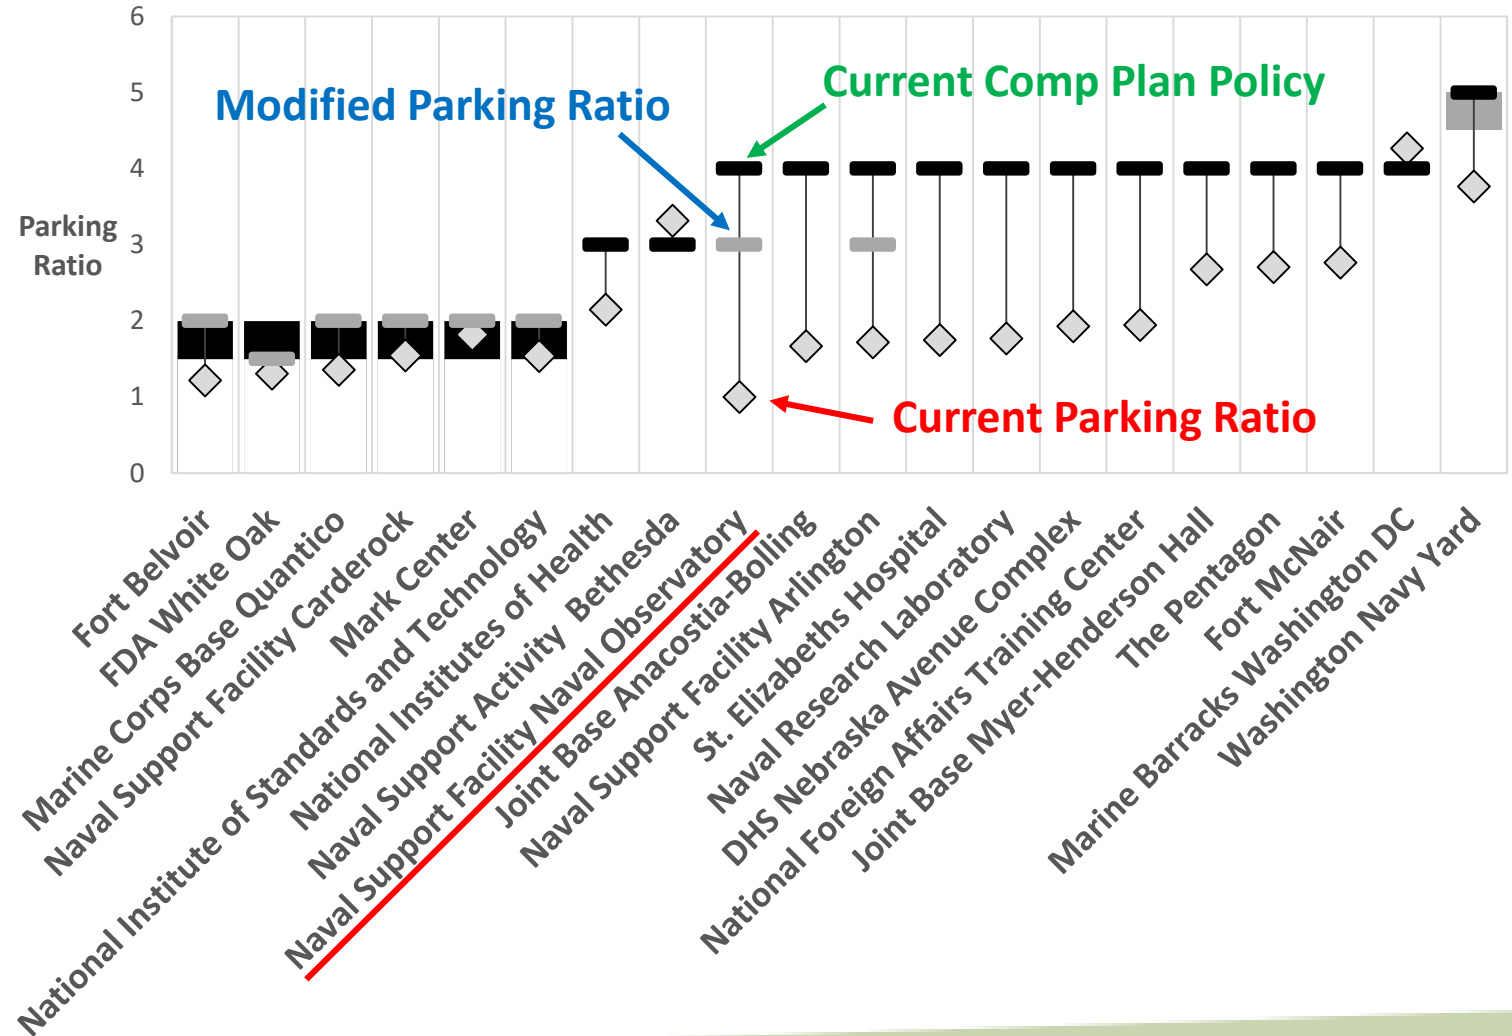 6
5
4
3
2
1
0
Parking
Ratio
Modified Parking Ratio
Current Comp Plan Policy
Current Parking Ratio
Fort Belvoir
FDA White Oak
Marine Corps Base Quantico
Naval Support Facility Carderock
Mark Center
National Institute of Standards and Technology
National Institutes of Health
Naval Support Activity Bethesda
Naval Support Facility Naval Observatory
Joint Base Anacostia-Bolling
Naval Support Facility Arlington
St. Elizabeths Hospital
Naval Research Laboratory
DHS Nebraska Avenue Complex
National Foreign Affairs Training Center
Joint Base Myer-Henderson Hall
The Pentagon
Fort McNair
Marine Barracks Washington DC
Washington Navy Yard